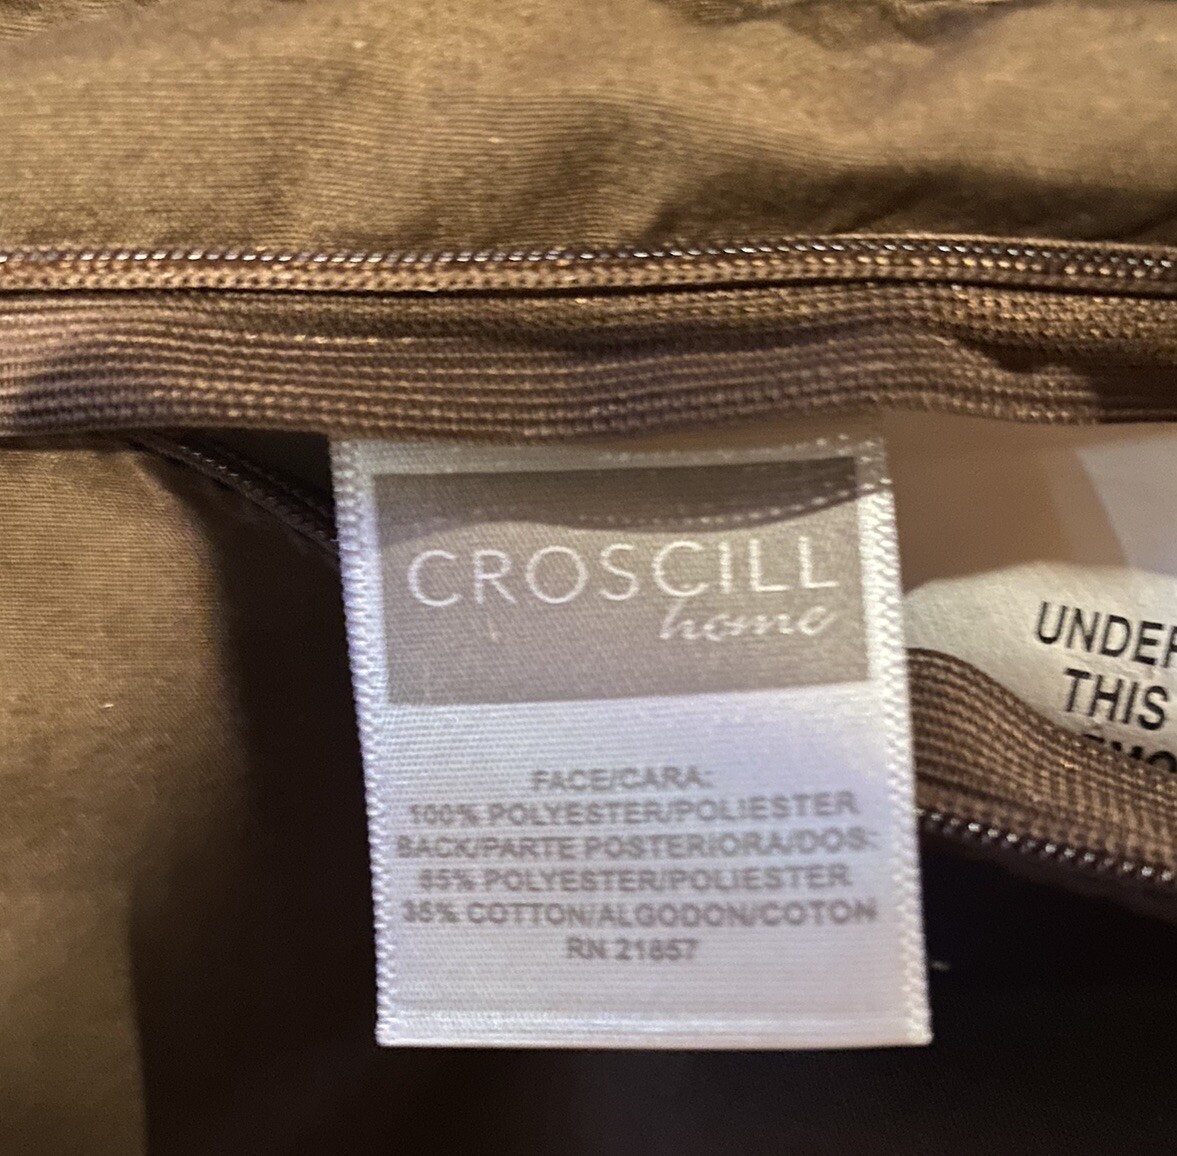 CROSCILL
home
FACE/CARA:
100% POLYESTER/POLIESTER
BACK/PARTE POSTERIORA/DOS:
65% POLYESTER/POLIESTER
35% COTTON/ALGODON/COTON
RN 21857
UNDER
THIS